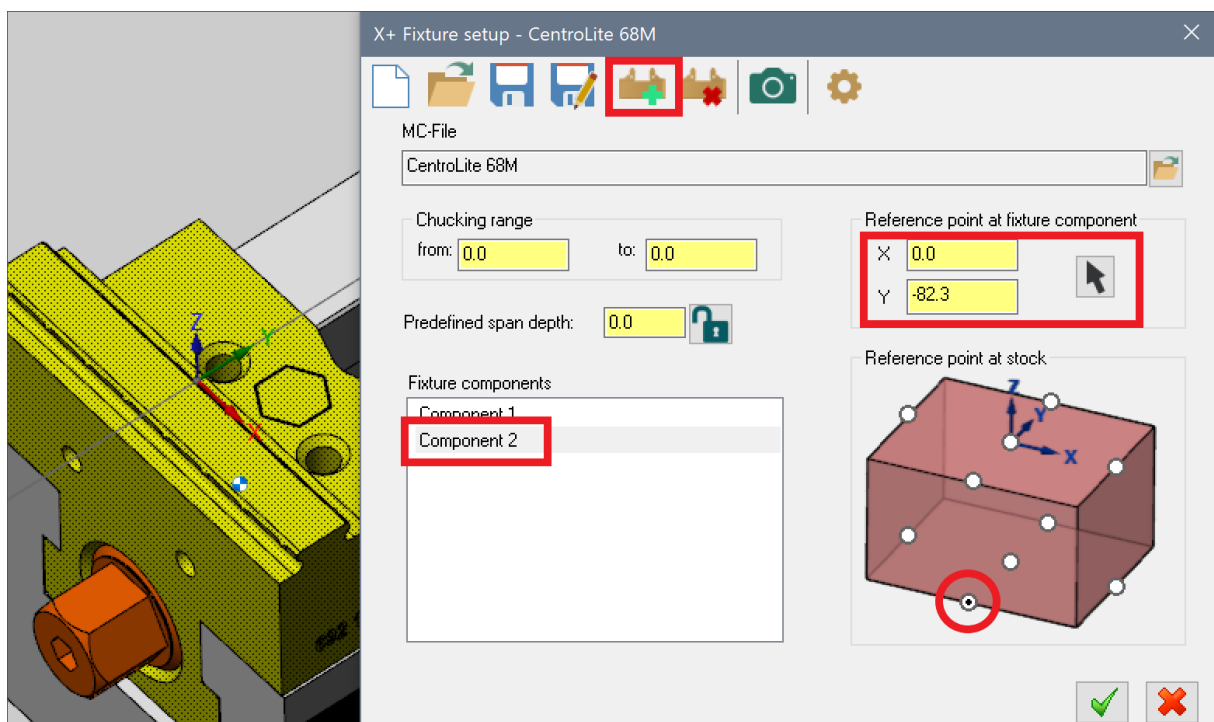 X+ Fixture setup - CentroLite 68M
MC-File
CentroLite 68M
Chucking range
from: 0.0 to: 0.0
Predefined span depth: 0.0
Fixture components
Component 1
Component 2
Reference point at fixture component
X 0.0
Y -82.3
Reference point at stock
Z
Y
X
Z
Y
X